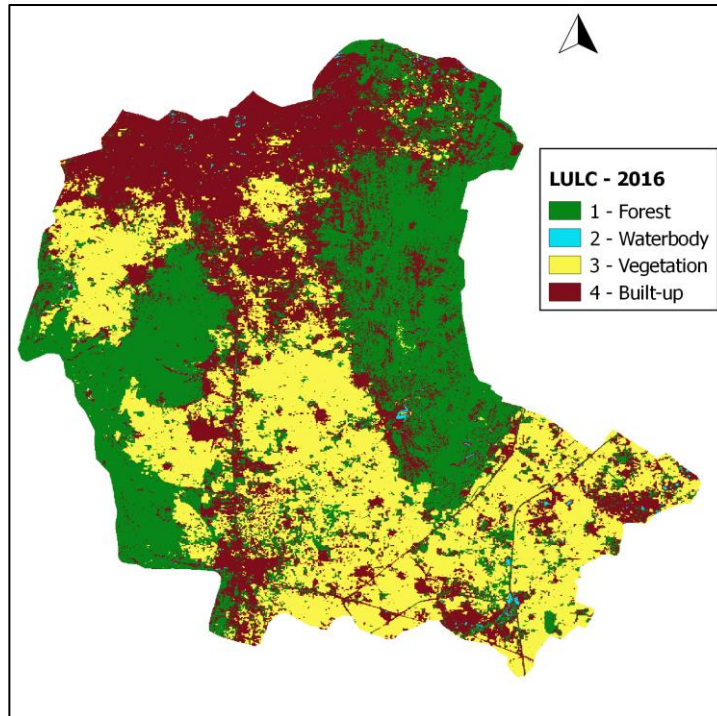 LULC - 2016
1 - Forest
2 - Waterbody
3 - Vegetation
4 - Built-up